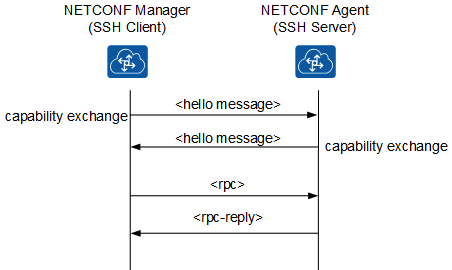 NETCONF Manager
(SSH Client)
NETCONF Agent
(SSH Server)
<hello message>
capability exchange
<hello message>
capability exchange
<rpc>
<rpc-reply>